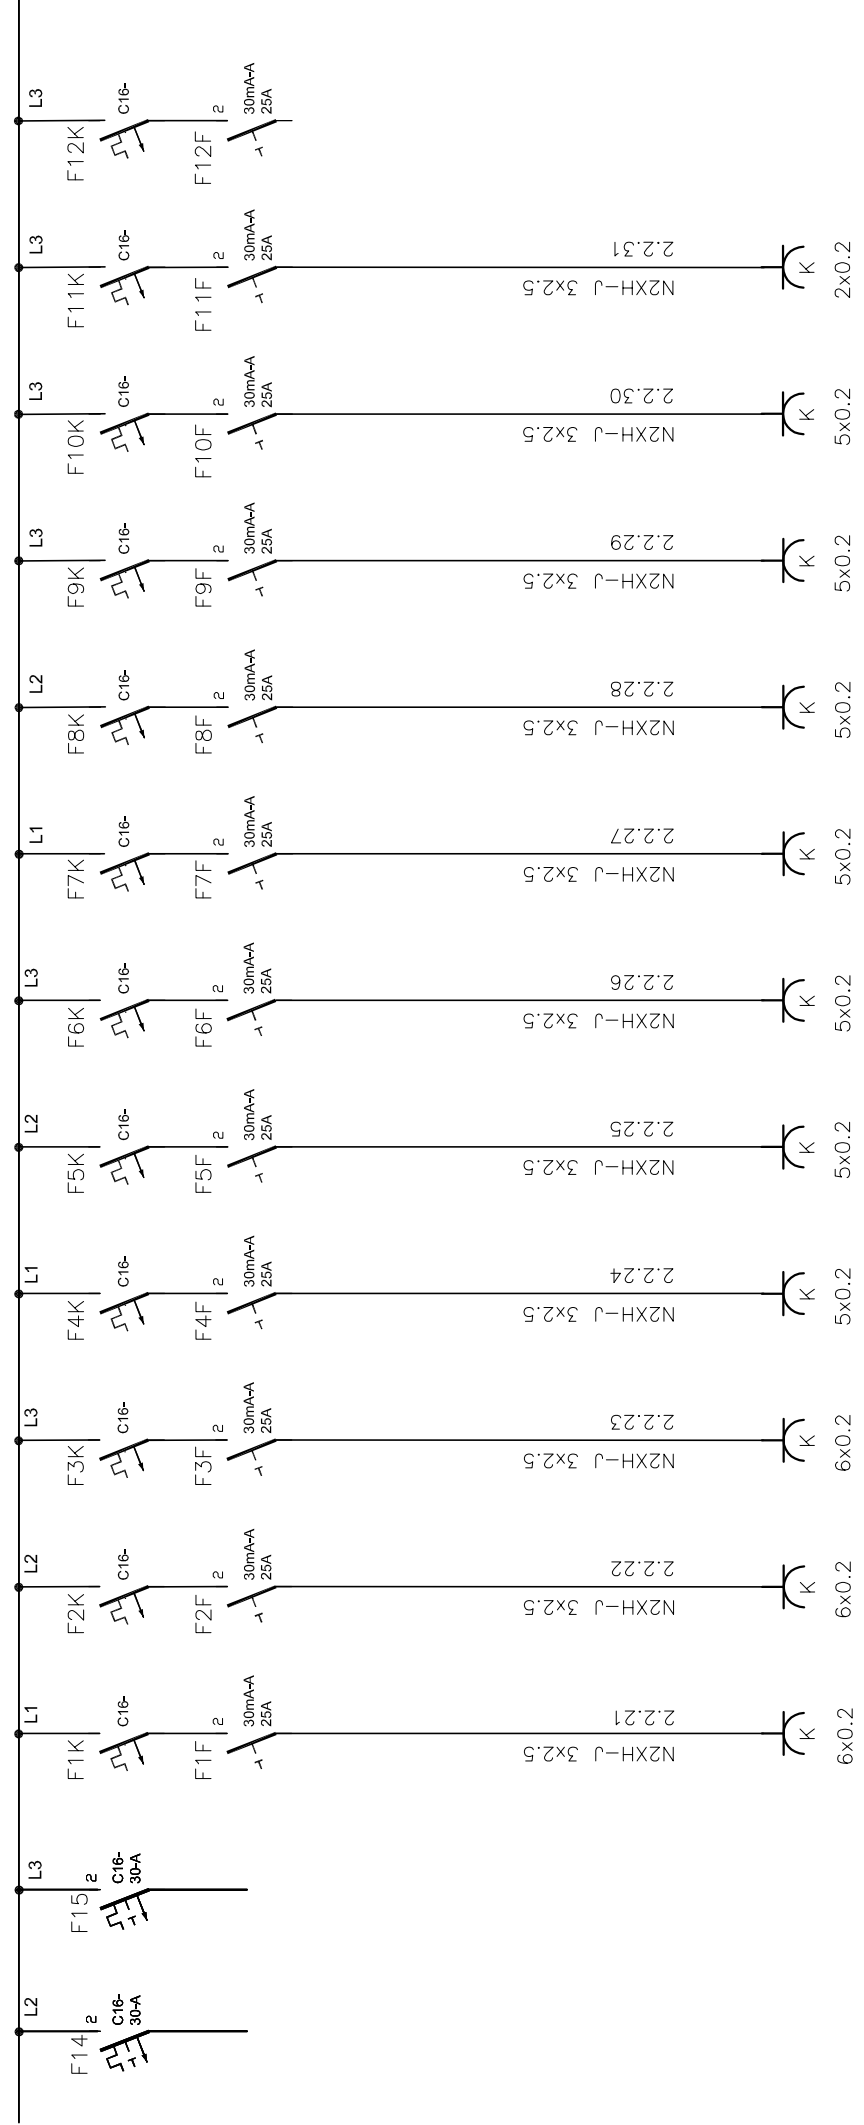 L3
C16-
F12K
2
30mA-A
25A
F12F
L3
C16-
F11K
2
30mA-A
25A
F11F
2.2.31
N2XH-J 3x2.5
K
2x0.2
L3
C16-
F10K
2
30mA-A
25A
F10F
2.2.30
N2XH-J 3x2.5
K
5x0.2
L3
C16-
F9K
2
30mA-A
25A
F9F
2.2.29
N2XH-J 3x2.5
K
5x0.2
L2
C16-
F8K
2
30mA-A
25A
F8F
2.2.28
N2XH-J 3x2.5
K
5x0.2
L1
C16-
F7K
2
30mA-A
25A
F7F
2.2.27
N2XH-J 3x2.5
K
5x0.2
L3
C16-
F6K
2
30mA-A
25A
F6F
2.2.26
N2XH-J 3x2.5
K
5x0.2
L2
C16-
F5K
2
30mA-A
25A
F5F
2.2.25
N2XH-J 3x2.5
K
5x0.2
L1
C16-
F4K
2
30mA-A
25A
F4F
2.2.24
N2XH-J 3x2.5
K
5x0.2
L3
C16-
F3K
2
30mA-A
25A
F3F
2.2.23
N2XH-J 3x2.5
K
6x0.2
L2
C16-
F2K
2
30mA-A
25A
F2F
2.2.22
N2XH-J 3x2.5
K
6x0.2
L1
C16-
F1K
2
30mA-A
25A
F1F
2.2.21
N2XH-J 3x2.5
K
6x0.2
L3
2
C16-
30-A
F15
L2
2
C16-
30-A
F14